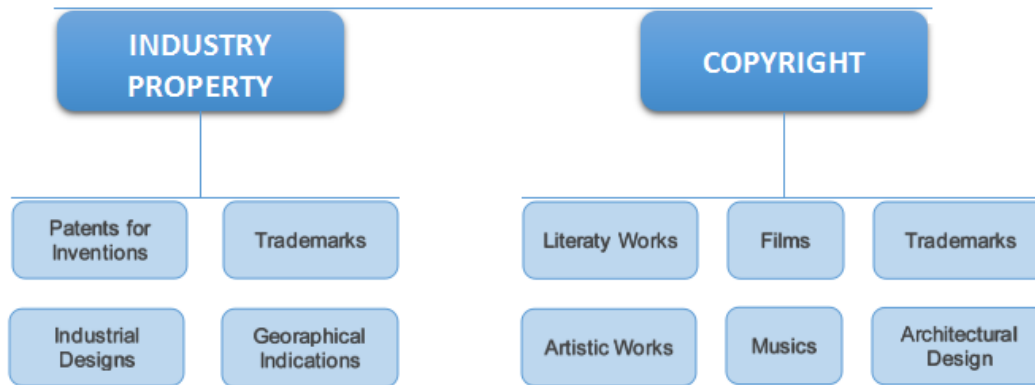 INDUSTRY
PROPERTY
COPYRIGHT
Patents for
Inventions
Trademarks
Literaty Works
Films
Trademarks
Industrial
Designs
Georaphical
Indications
Artistic Works
Musics
Architectural
Design